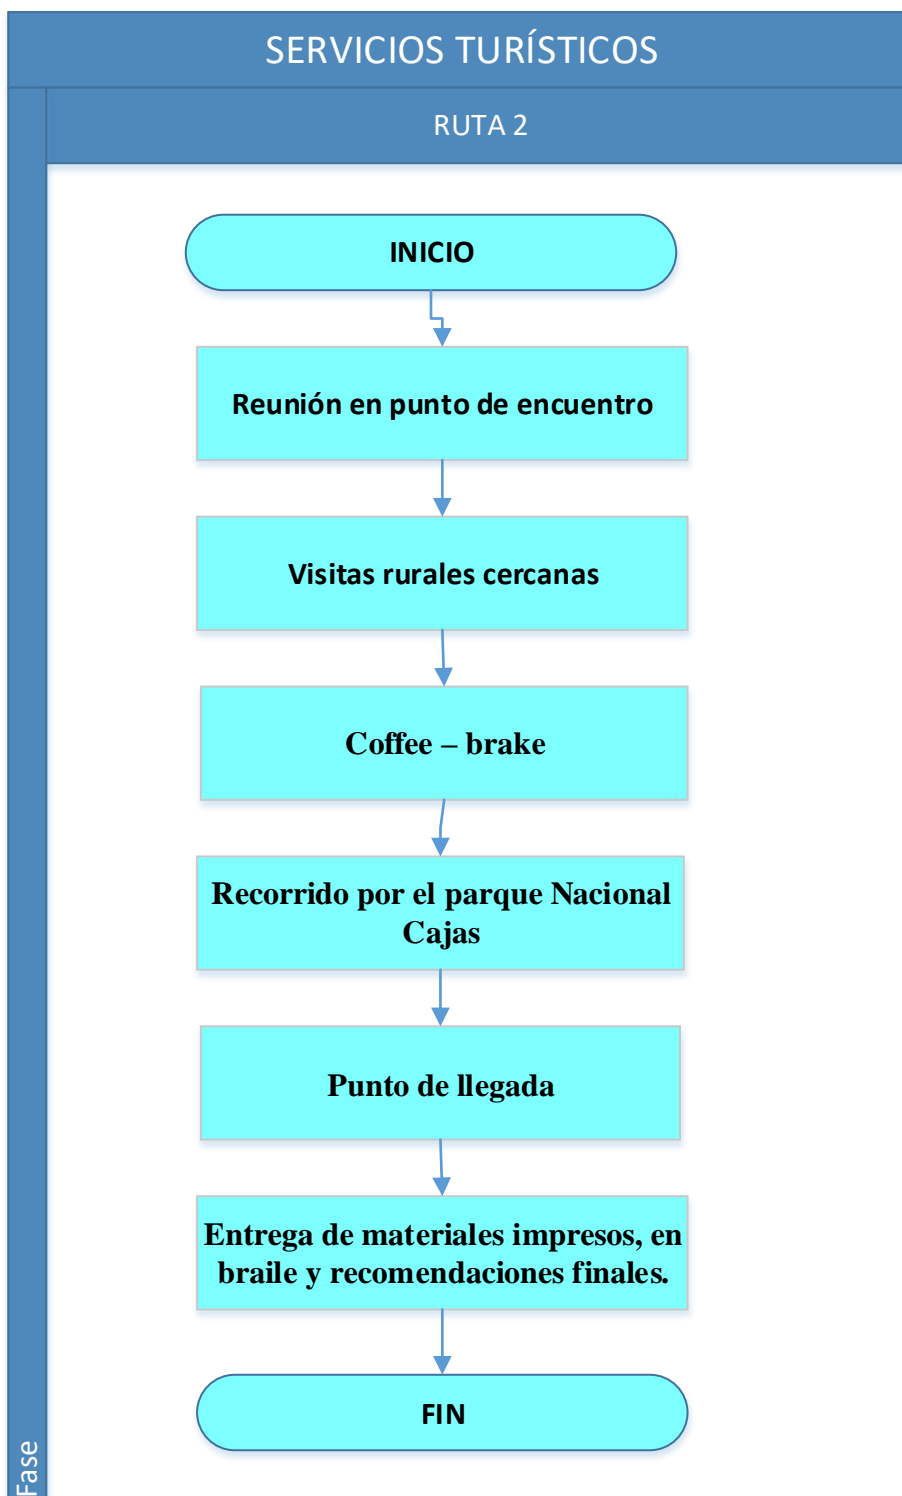 SERVICIOS TURÍSTICOS
RUTA 2
INICIO
Reunión en punto de encuentro
Visitas rurales cercanas
Coffee – brake
Recorrido por el parque Nacional
Cajas
Punto de llegada
Entrega de materiales impresos, en
braile y recomendaciones finales.
FIN
Fase